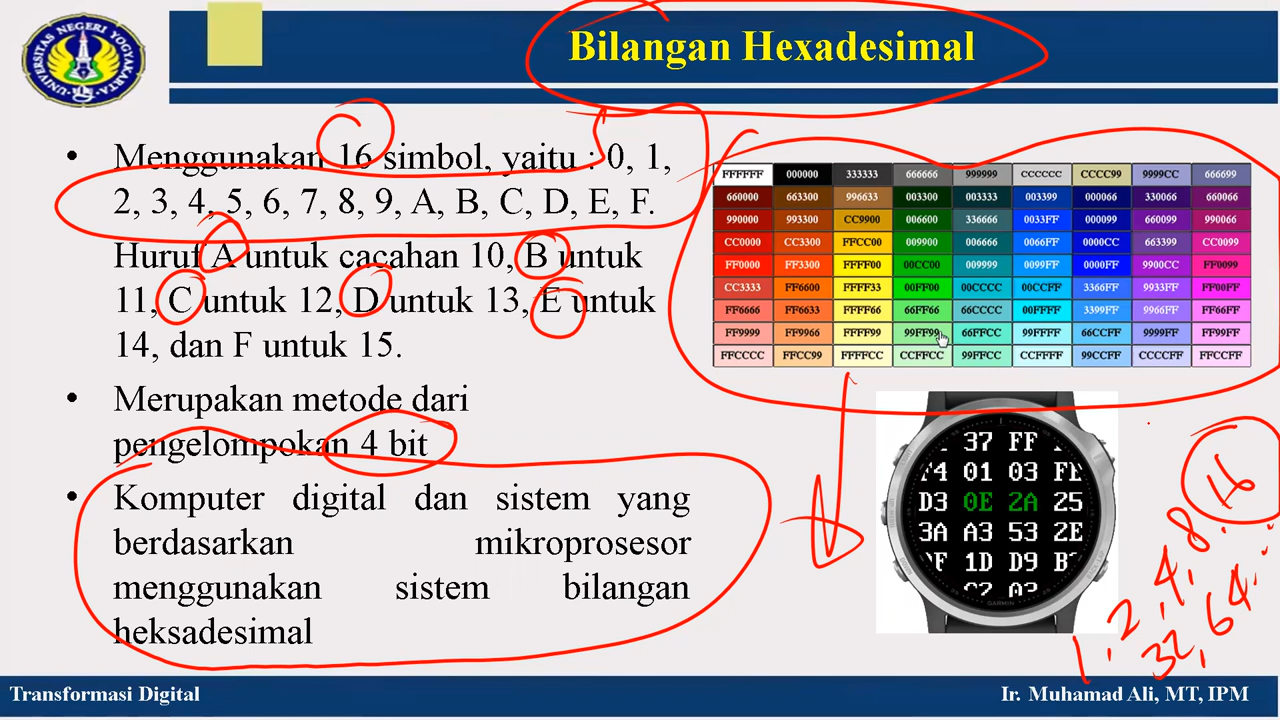 UNIVERSITAS NEGERI YOGYAKARTA
Bilangan Hexadesimal
• Menggunakan 16 simbol, yaitu : 0, 1,
2, 3, 4, 5, 6, 7, 8, 9, A, B, C, D, E, F.
Huruf A untuk cacahan 10, B untuk
11, C untuk 12, D untuk 13, E untuk
14, dan F untuk 15.
• Merupakan metode dari
pengelompokan 4 bit
• Komputer digital dan sistem yang
berdasarkan mikroprosesor
menggunakan sistem bilangan
heksadesimal
FFFFFF 000000 333333 666666 999999 CCCCCC CCCC99 9999CC 666699
660000 663300 996633 003300 003333 003399 000066 330066 660066
990000 993300 CC9900 006600 336666 0033FF 000099 660099 990066
CC0000 CC3300 FFCC00 009900 006666 0066FF 0000CC 663399 CC0099
FF0000 FF3300 FFFF00 00CC00 009999 0099FF 0000FF 9900CC FF0099
CC3333 FF6600 FFFF33 00FF00 00CCCC 00CCFF 3366FF 9933FF FF00FF
FF6666 FF6633 FFFF66 66FF66 66CCCC 00FFFF 3399FF 9966FF FF66FF
FF9999 FF9966 FFFF99 99FF99 66FFCC 99FFFF 66CCFF 9999FF FF99FF
FFCCCC FFCC99 FFFFCC CCFFCC 99FFCC CCFFFF 99CCFF CCCCFF FFCCFF
37 FF
01 03
D3 0E 2A 25
3A A3 53 2E
1D D9
GARMIN
1, 2, 4, 8, 16
32, 64
Transformasi Digital
Ir. Muhamad Ali, MT, IPM